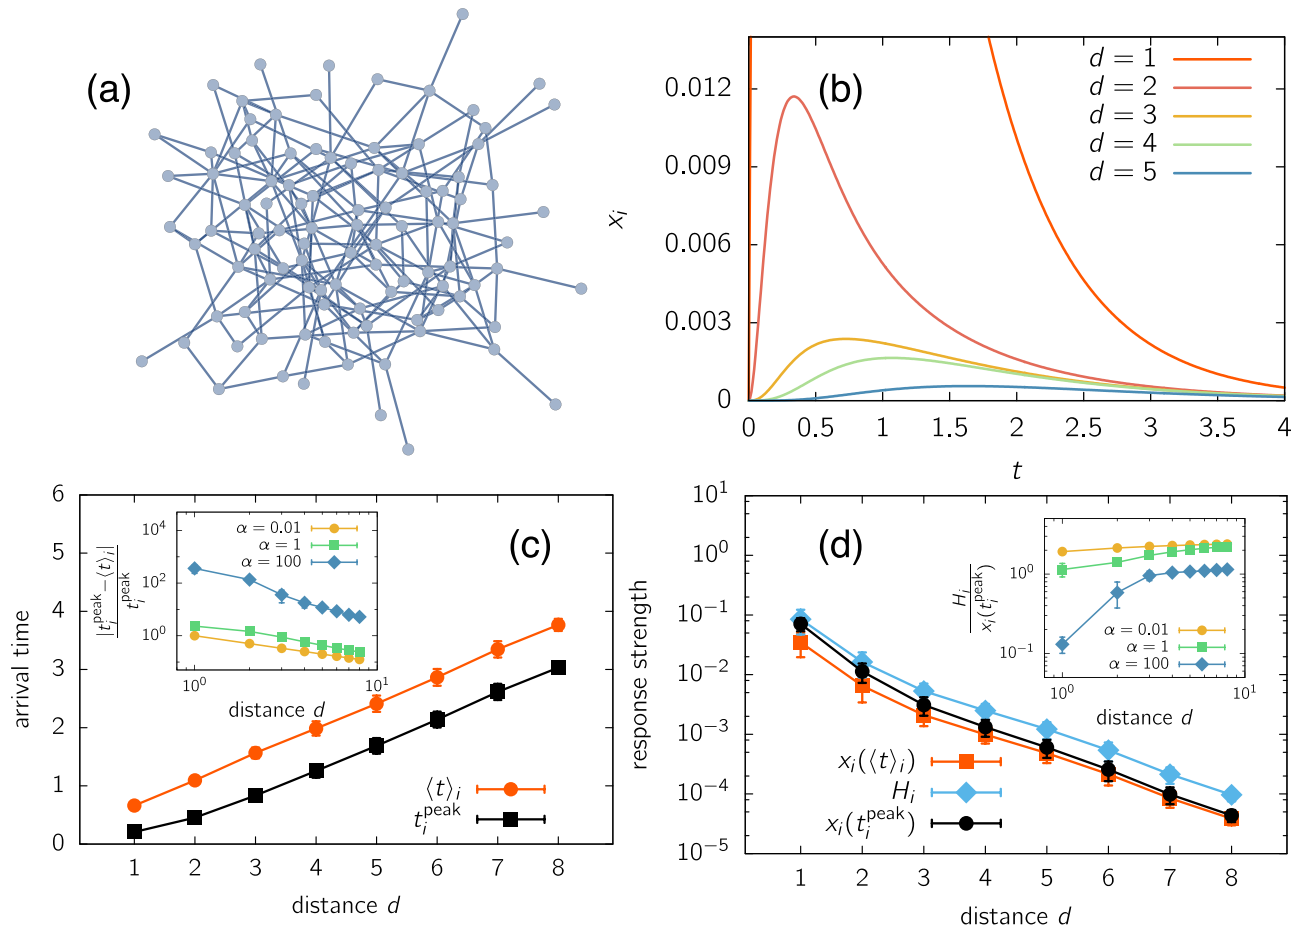 (a)
(b)
d = 1
d = 2
d = 3
d = 4
d = 5
0.012
0.009
0.006
0.003
0
x_i
0 0.5 1 1.5 2 2.5 3 3.5 4
t
(c)
6
5
4
3
2
1
0
arrival time
1 2 3 4 5 6 7 8
distance d
⟨t⟩_i
t_i^peak
α = 0.01
α = 1
α = 100
10^4
10^2
10^0
|t_i^peak − ⟨t⟩_i|
t_i^peak
10^0 10^1
distance d
(d)
10^1
10^0
10^-1
10^-2
10^-3
10^-4
10^-5
response strength
1 2 3 4 5 6 7 8
distance d
x_i(⟨t⟩_i)
H_i
x_i(t_i^peak)
10^0
10^-1
H_i
x_i(t_i^peak)
α = 0.01
α = 1
α = 100
10^0 10^1
distance d